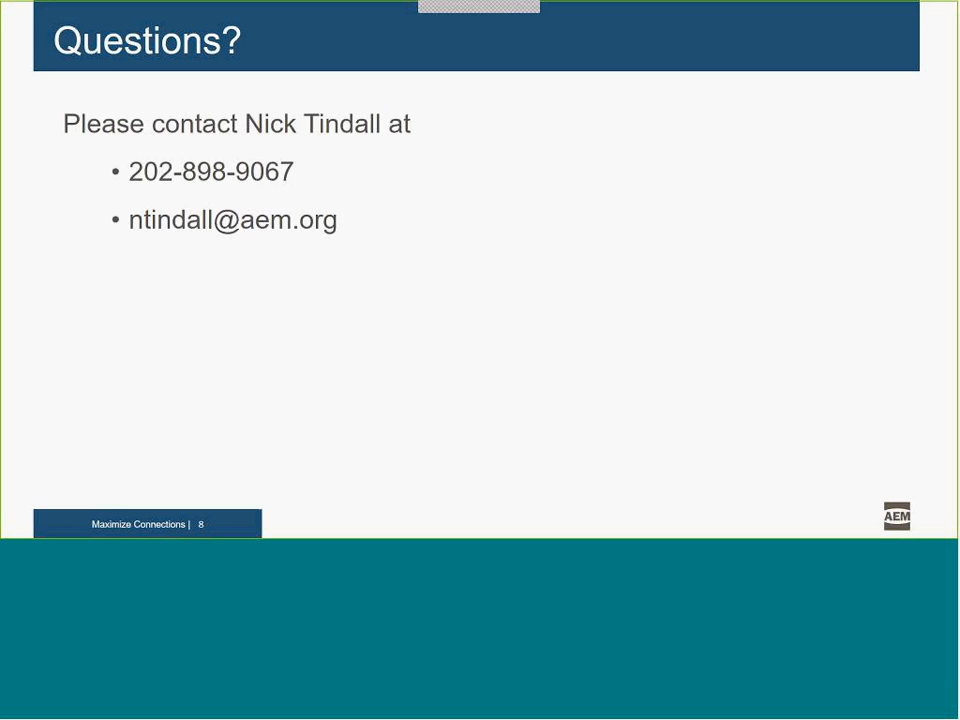 Questions?
Please contact Nick Tindall at
• 202-898-9067
• ntindall@aem.org
Maximize Connections | 8
AEM